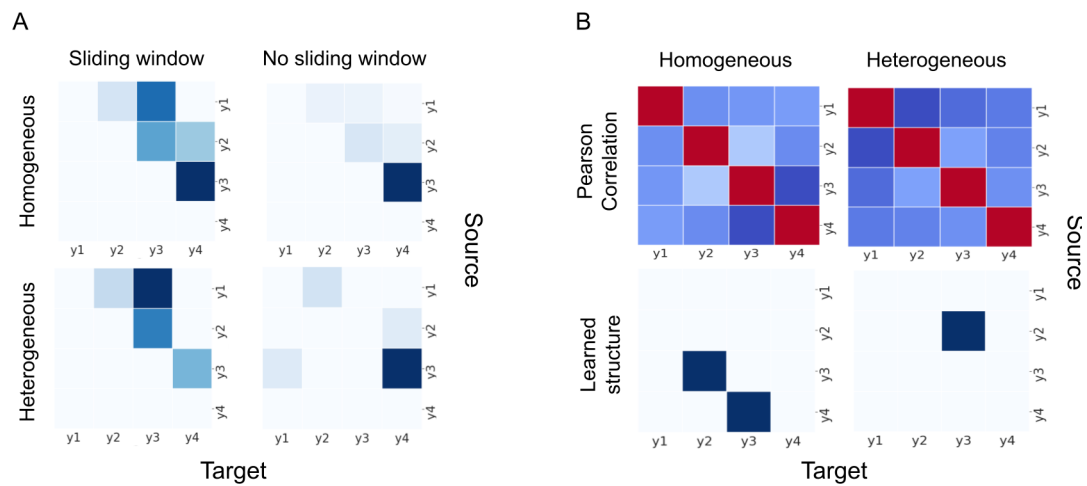 A
Sliding window
No sliding window
Homogeneous
y1
y2
y3
y4
y1
y2
y3
y4
y1 y2 y3 y4
y1 y2 y3 y4
Source
Heterogeneous
y1
y2
y3
y4
y1
y2
y3
y4
y1 y2 y3 y4
y1 y2 y3 y4
Target
B
Homogeneous
Heterogeneous
Pearson
Correlation
y1
y2
y3
y4
y1
y2
y3
y4
y1 y2 y3 y4
y1 y2 y3 y4
Source
Learned
structure
y1
y2
y3
y4
y1
y2
y3
y4
y1 y2 y3 y4
y1 y2 y3 y4
Target